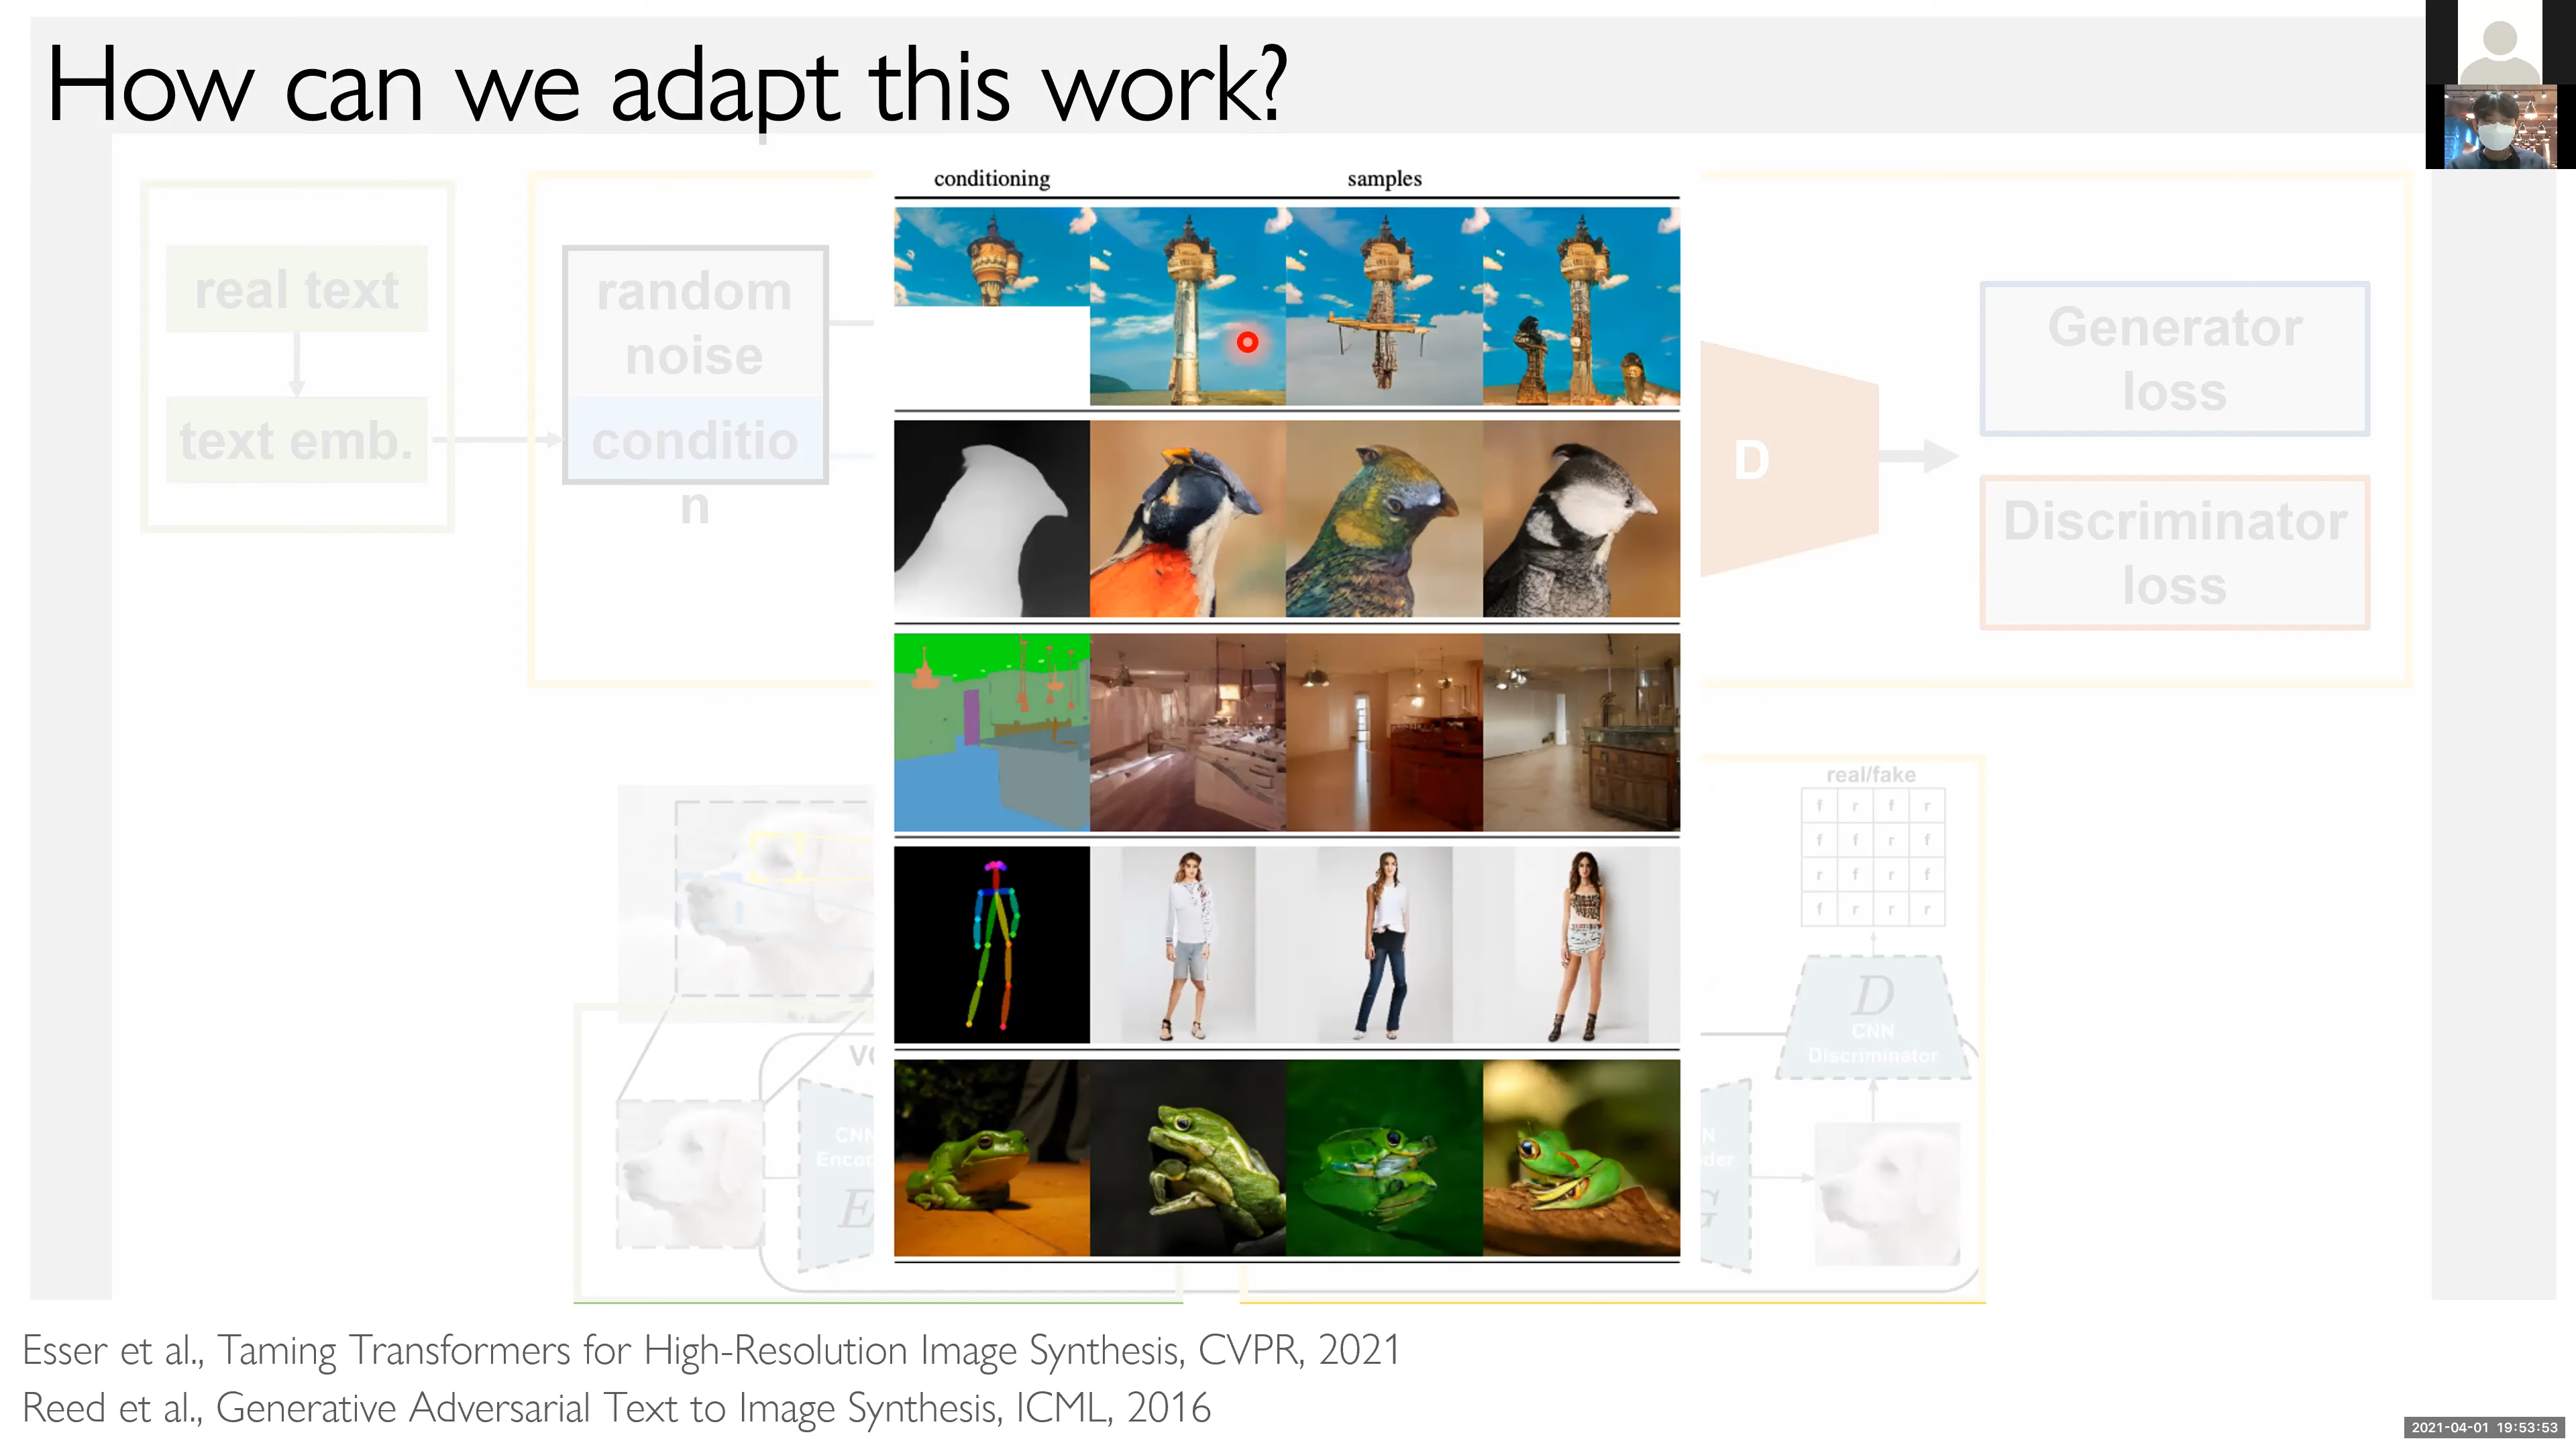 How can we adapt this work?
conditioning samples
real text
text emb.
random
noise
conditio
n
D
Generator
loss
Discriminator
loss
real/fake
f r f r
f f r f
r f r f
f r r r
D
CNN
Discriminator
E
G
Esser et al., Taming Transformers for High-Resolution Image Synthesis, CVPR, 2021
Reed et al., Generative Adversarial Text to Image Synthesis, ICML, 2016
2021-04-01 19:53:53